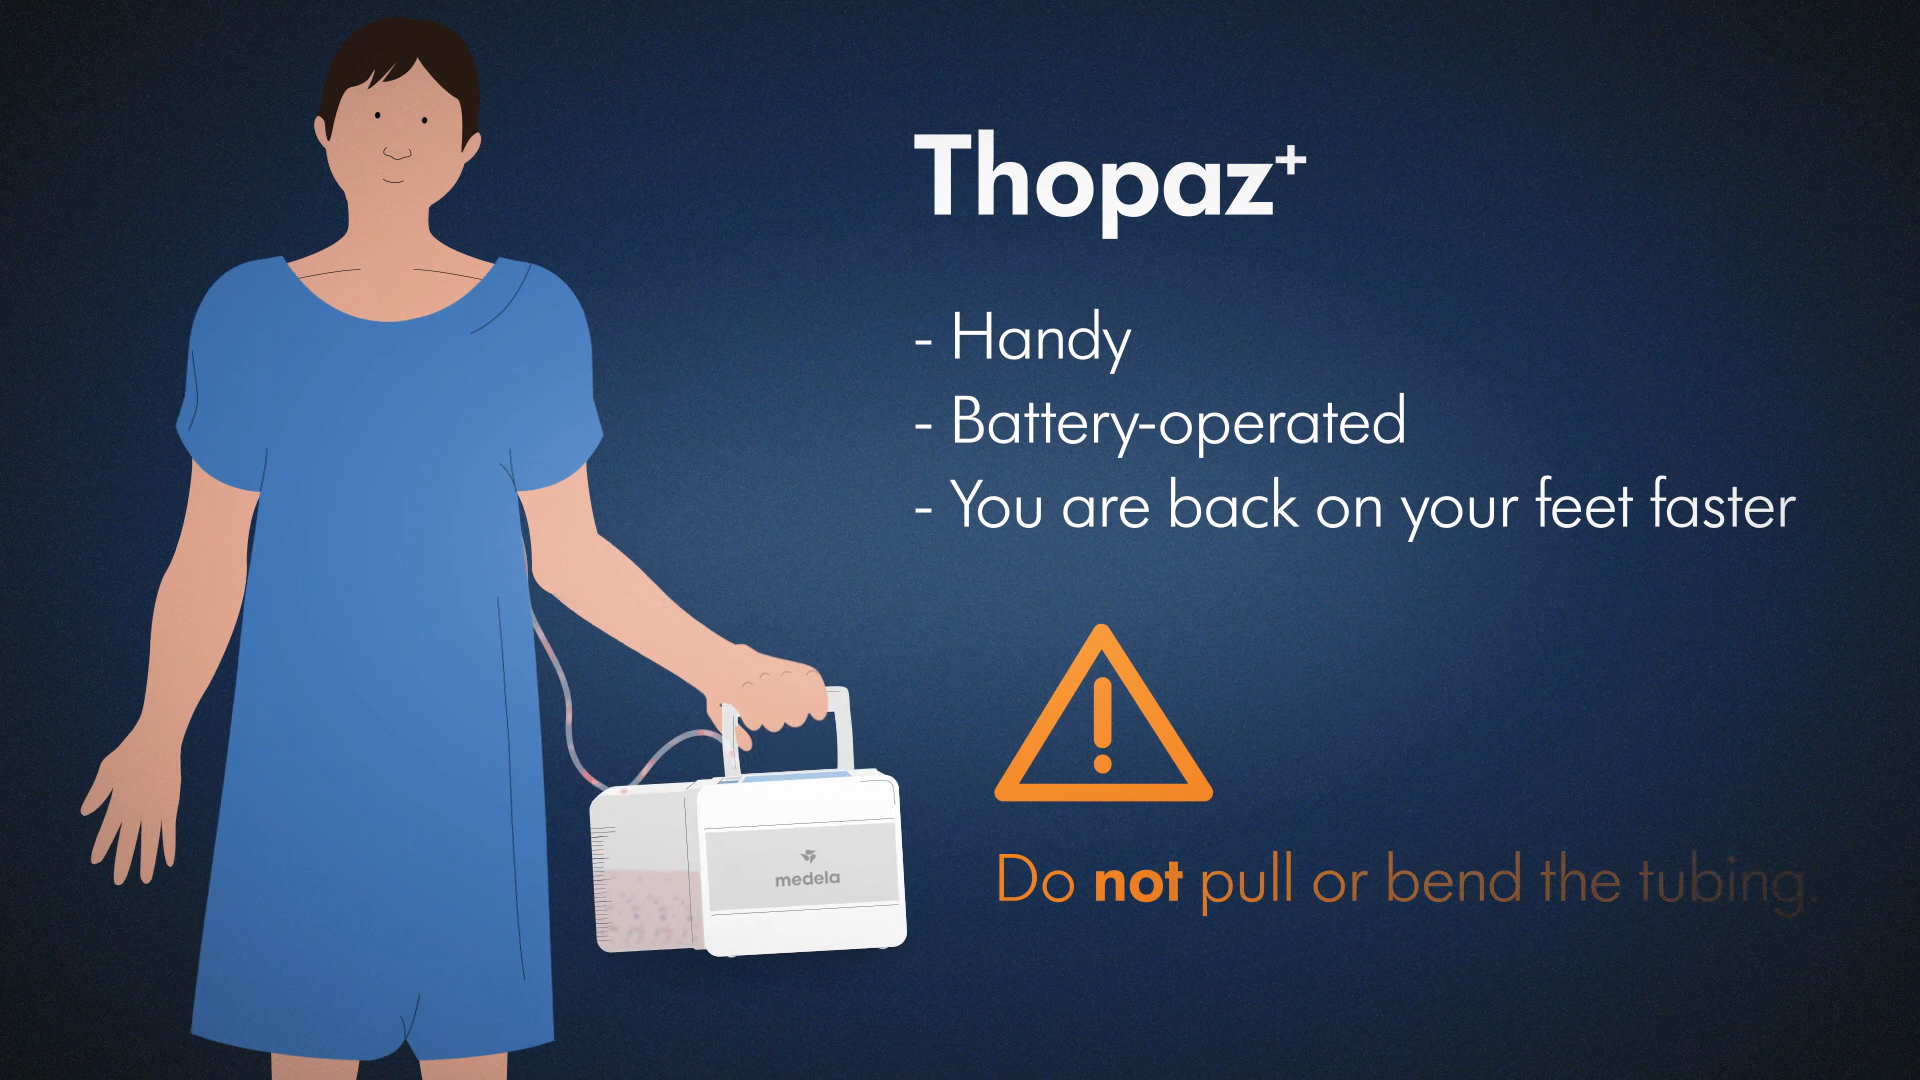 Thopaz+
- Handy
- Battery-operated
- You are back on your feet faster
medela
Do not pull or bend the tubing.